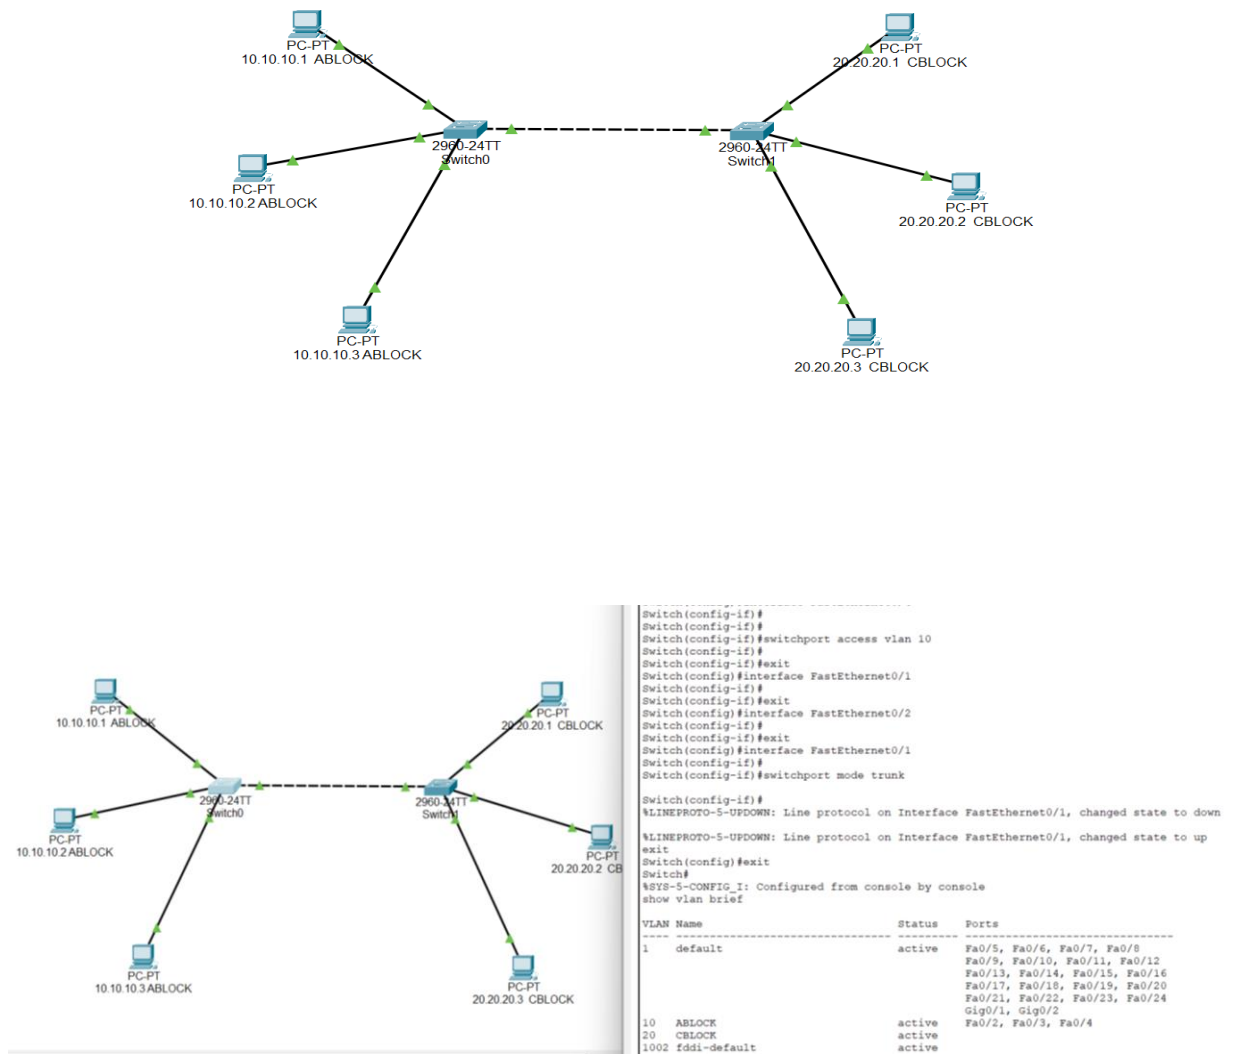 PC-PT
10.10.10.1 ABLOCK
PC-PT
20.20.20.1 CBLOCK
2960-24TT
Switch0
2960-24TT
Switch1
PC-PT
10.10.10.2 ABLOCK
PC-PT
20.20.20.2 CBLOCK
PC-PT
10.10.10.3 ABLOCK
PC-PT
20.20.20.3 CBLOCK
PC-PT
10.10.10.1 ABLOCK
PC-PT
20.20.20.1 CBLOCK
2960-24TT
Switch0
2960-24TT
Switch1
PC-PT
10.10.10.2 ABLOCK
PC-PT
20.20.20.2 CB
PC-PT
10.10.10.3 ABLOCK
PC-PT
20.20.20.3 CBLOCK
Switch(config-if)#
Switch(config-if)#
Switch(config-if)#switchport access vlan 10
Switch(config-if)#
Switch(config-if)#exit
Switch(config)#interface FastEthernet0/1
Switch(config-if)#
Switch(config-if)#exit
Switch(config)#interface FastEthernet0/2
Switch(config-if)#
Switch(config-if)#exit
Switch(config)#interface FastEthernet0/1
Switch(config-if)#
Switch(config-if)#switchport mode trunk
Switch(config-if)#
%LINEPROTO-5-UPDOWN: Line protocol on Interface FastEthernet0/1, changed state to down
%LINEPROTO-5-UPDOWN: Line protocol on Interface FastEthernet0/1, changed state to up
exit
Switch(config)#exit
Switch#
%SYS-5-CONFIG_I: Configured from console by console
show vlan brief
VLAN Name Status Ports
---- -------------------------------- --------- -------------------------------
1 default active Fa0/5, Fa0/6, Fa0/7, Fa0/8
Fa0/9, Fa0/10, Fa0/11, Fa0/12
Fa0/13, Fa0/14, Fa0/15, Fa0/16
Fa0/17, Fa0/18, Fa0/19, Fa0/20
Fa0/21, Fa0/22, Fa0/23, Fa0/24
Gig0/1, Gig0/2
10 ABLOCK active Fa0/2, Fa0/3, Fa0/4
20 CBLOCK active
1002 fddi-default active